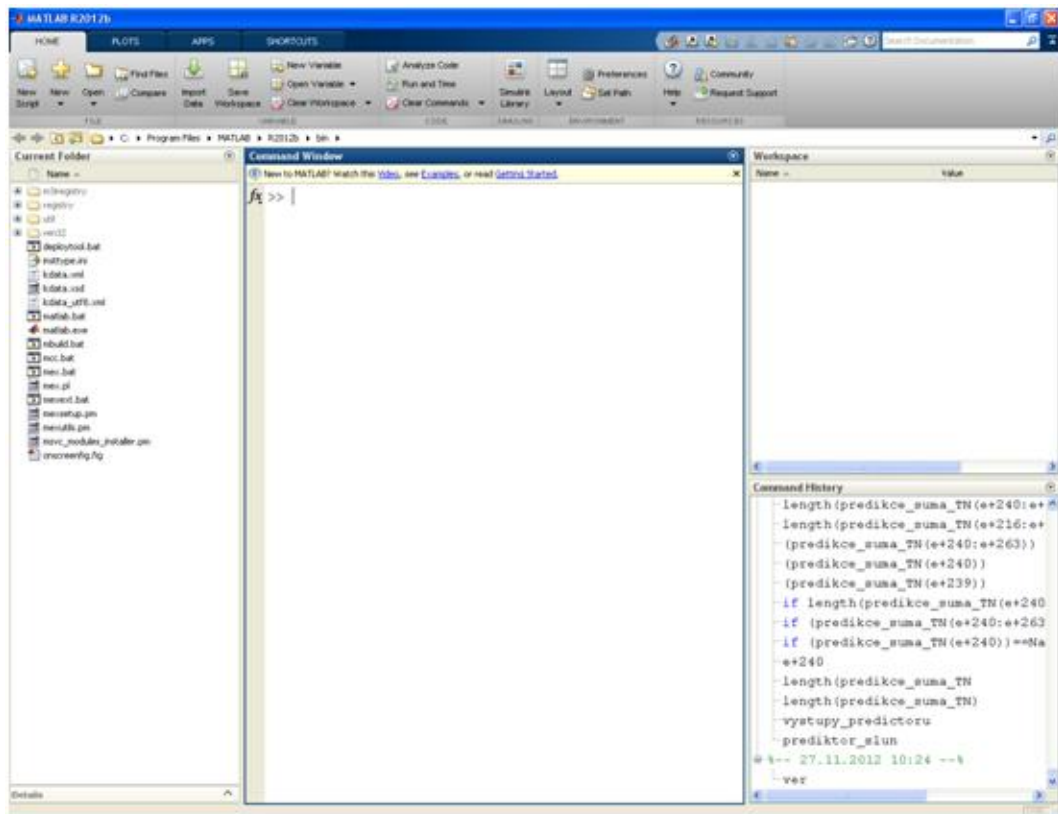 MATLAB R2012b
HOME PLOTS APPS SHORTCUTS Search Documentation
New Script
New
Open
Find Files
Compare
Import Data
Save Workspace
New Variable
Open Variable
Clear Workspace
Analyze Code
Run and Time
Clear Commands
Simulink Library
Layout
Preferences
Set Path
Help
Community
Request Support
FILE VARIABLE CODE SIMULINK ENVIRONMENT RESOURCES
C: Program Files MATLAB R2012b bin
Current Folder
Name
m3iregistry
registry
util
win32
deploytool.bat
insttype.ini
lcdata.xml
lcdata.xsd
lcdata_utf8.xml
matlab.bat
matlab.exe
mbuild.bat
mcc.bat
mex.bat
mex.pl
mexext.bat
mexsetup.pm
mexutils.pm
msvc_modules_installer.pm
Details
Command Window
New to MATLAB? Watch this Video, see Examples, or read Getting Started.
fx >>
Workspace
Name Value
Command History
length(predikce_suma_TN(e+240:e+
length(predikce_suma_TN(e+216:e+
(predikce_suma_TN(e+240:e+263))
(predikce_suma_TN(e+240))
(predikce_suma_TN(e+239))
if length(predikce_suma_TN(e+240
if (predikce_suma_TN(e+240:e+263
if (predikce_suma_TN(e+240))==Na
e+240
length(predikce_suma_TN
length(predikce_suma_TN)
vystupy_predictoru
prediktor_slun
%-- 27.11.2012 10:24 --%
ver